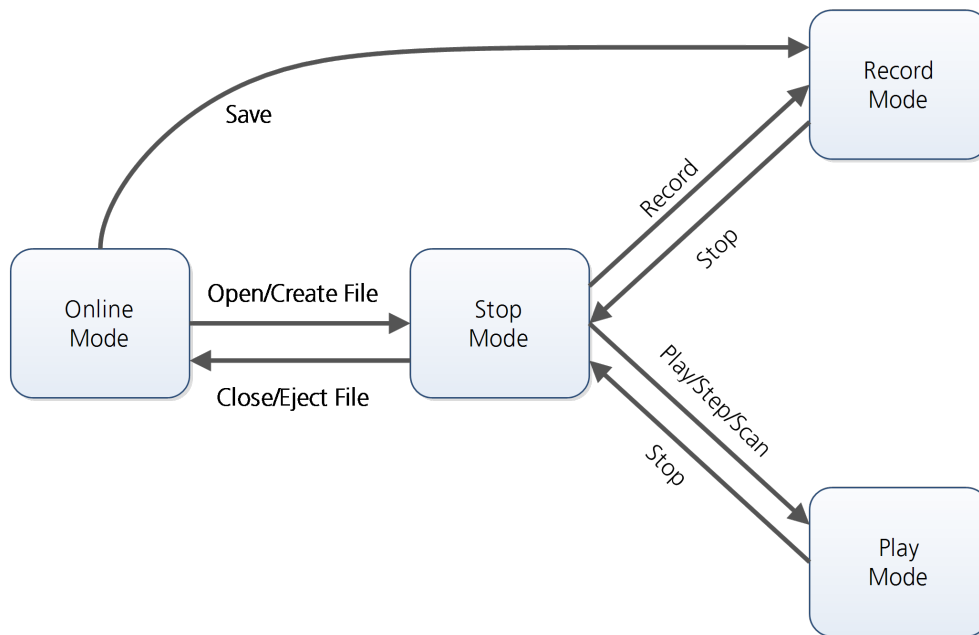 Record
Mode
Save
Record
Stop
Online
Mode
Open/Create File
Stop
Mode
Close/Eject File
Play/Step/Scan
Stop
Play
Mode